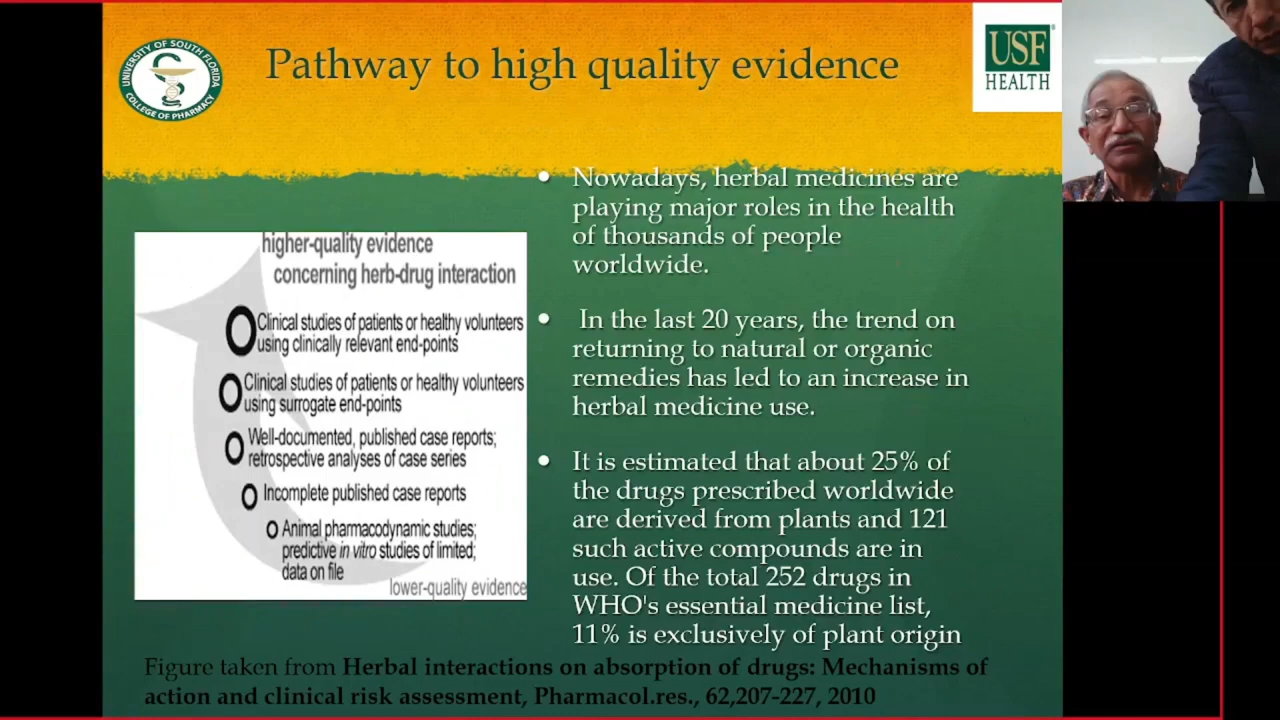 UNIVERSITY OF SOUTH FLORIDA
COLLEGE OF PHARMACY
Pathway to high quality evidence
USF
HEALTH
higher-quality evidence
concerning herb-drug interaction
Clinical studies of patients or healthy volunteers
using clinically relevant end-points
Clinical studies of patients or healthy volunteers
using surrogate end-points
Well-documented, published case reports;
retrospective analyses of case series
Incomplete published case reports
Animal pharmacodynamic studies;
predictive in vitro studies of limited;
data on file
lower-quality evidence
• Nowadays, herbal medicines are
playing major roles in the health
of thousands of people
worldwide.
• In the last 20 years, the trend on
returning to natural or organic
remedies has led to an increase in
herbal medicine use.
• It is estimated that about 25% of
the drugs prescribed worldwide
are derived from plants and 121
such active compounds are in
use. Of the total 252 drugs in
WHO's essential medicine list,
11% is exclusively of plant origin
Figure taken from Herbal interactions on absorption of drugs: Mechanisms of
action and clinical risk assessment, Pharmacol.res., 62,207-227, 2010